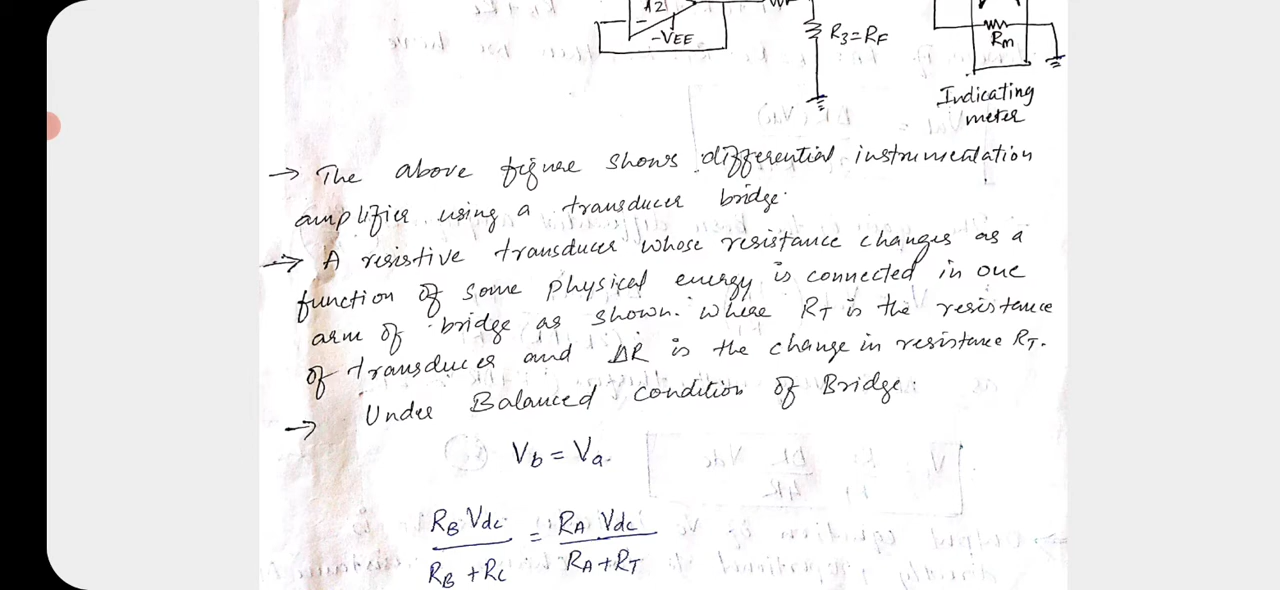 A2
-VEE
R3=RF
Rm
Indicating
meter
→ The above figure shows differential instrumentation
amplifier using a transducer bridge.
→ A resistive transducer whose resistance changes as a
function of some physical energy is connected in one
arm of bridge as shown. where RT is the resistance
of transducer and ΔR is the change in resistance RT.
→ Under Balanced condition of Bridge.
Vb = Va.
RB Vdc / RB + RC = RA Vdc / RA + RT